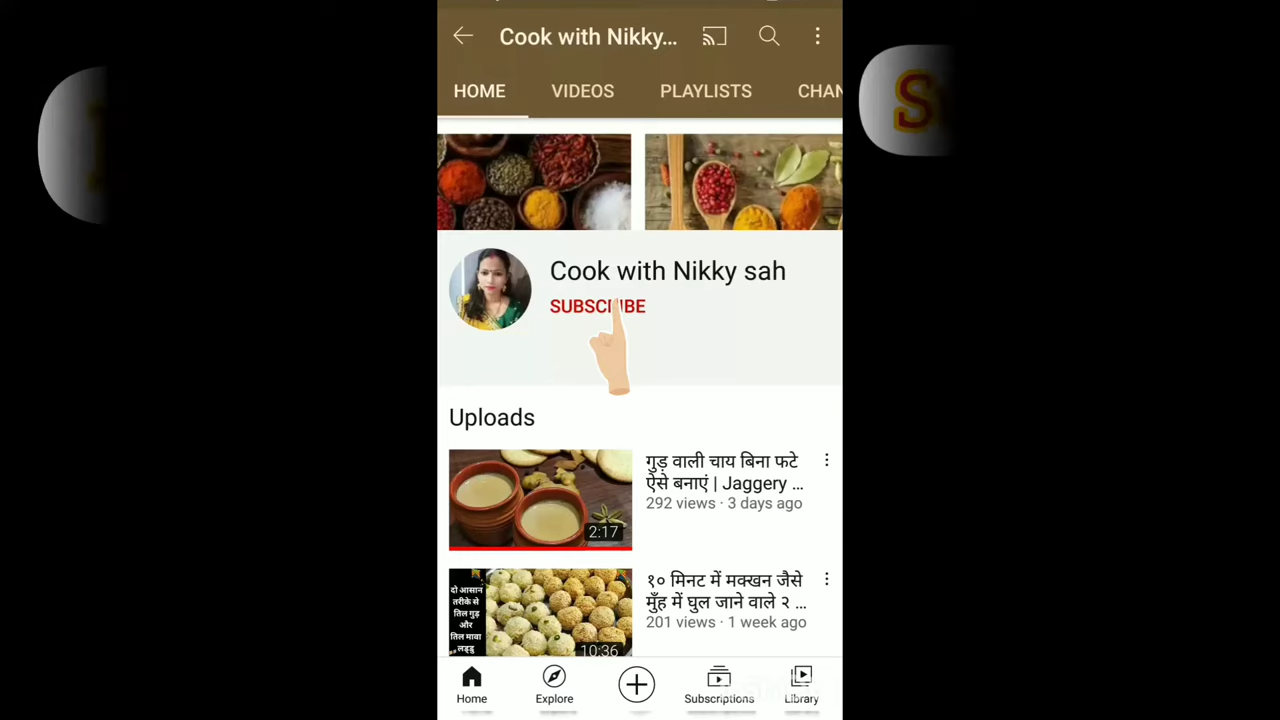 Cook with Nikky...
HOME VIDEOS PLAYLISTS CHAN
S
Cook with Nikky sah
SUBSCRIBE
Uploads
गुड़ वाली चाय बिना फटे
ऐसे बनाएं | Jaggery ...
292 views · 3 days ago
2:17
१० मिनट में मक्खन जैसे
मुँह में घुल जाने वाले २ ...
201 views · 1 week ago
दो आसान
तरीके से
तिल गुड़
और
तिल मावा
लड्डु
10:36
Home Explore Subscriptions Library